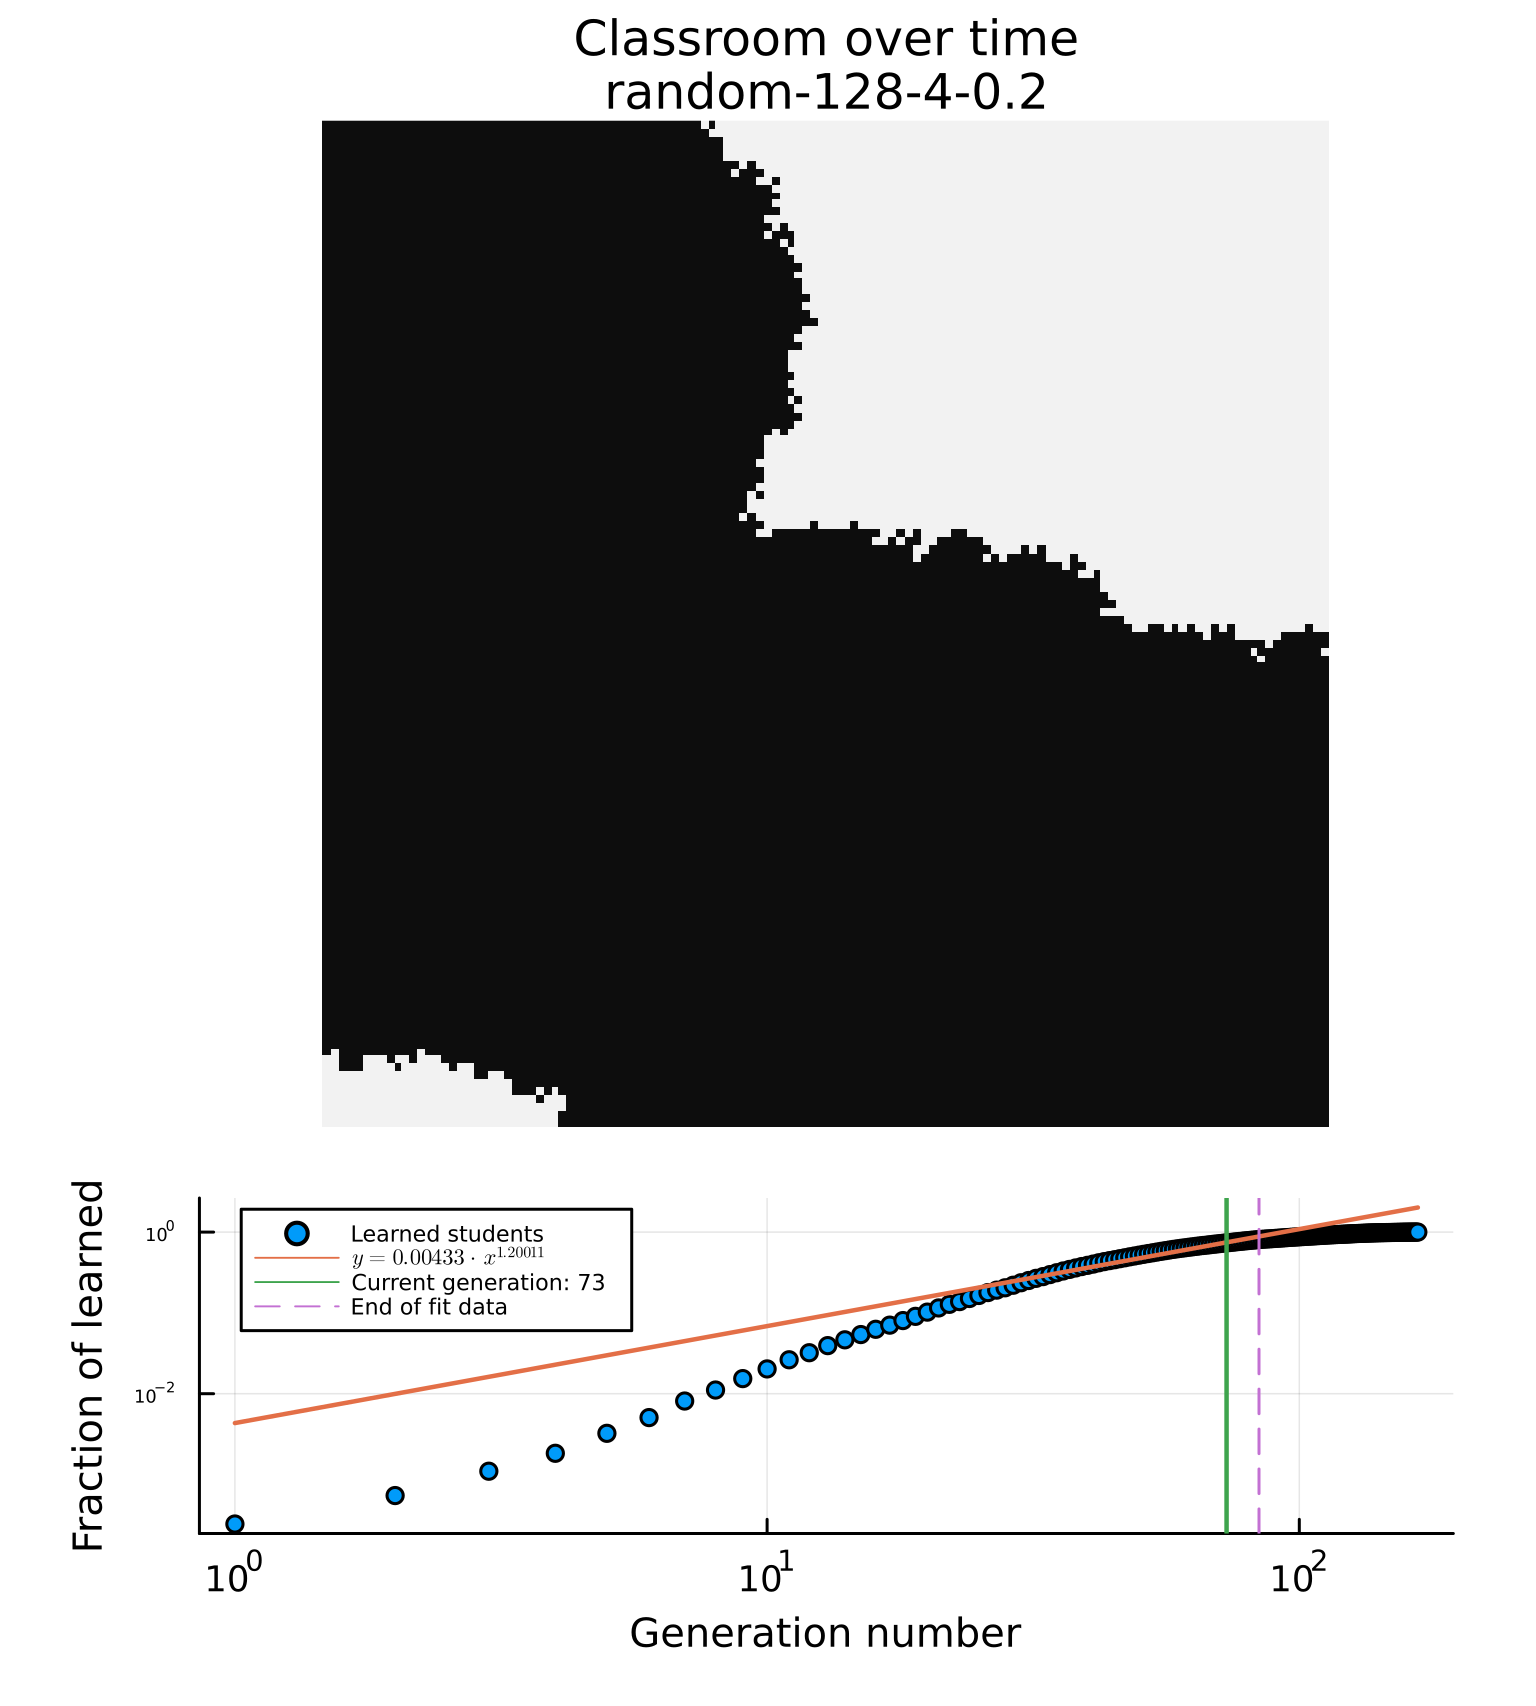 Classroom over time
random-128-4-0.2
Fraction of learned
10⁰
10⁻²
Learned students
y = 0.00433 · x^1.20011
Current generation: 73
End of fit data
10⁰ 10¹ 10²
Generation number